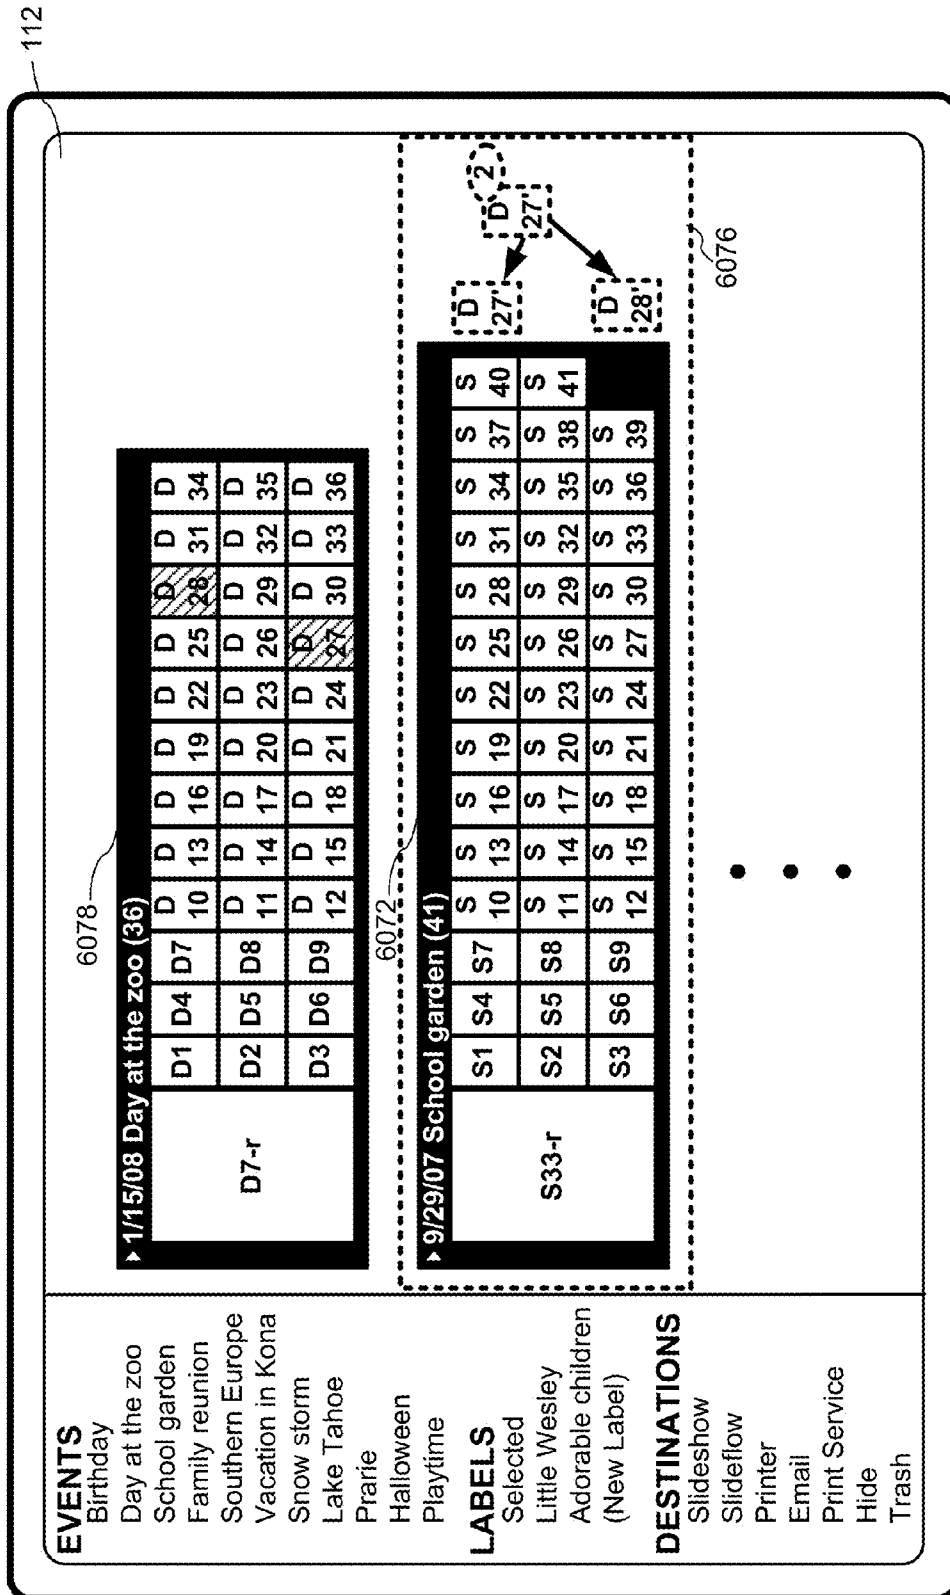 112
EVENTS
Birthday
Day at the zoo
School garden
Family reunion
Southern Europe
Vacation in Kona
Snow storm
Lake Tahoe
Prarie
Halloween
Playtime
LABELS
Selected
Little Wesley
Adorable children
(New Label)
DESTINATIONS
Slideshow
Slideflow
Printer
Email
Print Service
Hide
Trash
6078
1/15/08 Day at the zoo (36)
D7-r
D1 D4 D7 D 10 D 13 D 16 D 19 D 22 D 25 D 28 D 31 D 34
D2 D5 D8 D 11 D 14 D 17 D 20 D 23 D 26 D 29 D 32 D 35
D3 D6 D9 D 12 D 15 D 18 D 21 D 24 D 27 D 30 D 33 D 36
6072
9/29/07 School garden (41)
S33-r
S1 S4 S7 S 10 S 13 S 16 S 19 S 22 S 25 S 28 S 31 S 34 S 37 S 40
S2 S5 S8 S 11 S 14 S 17 S 20 S 23 S 26 S 29 S 32 S 35 S 38 S 41
S3 S6 S9 S 12 S 15 S 18 S 21 S 24 S 27 S 30 S 33 S 36 S 39
D 27'
D 28'
D 27'
2
6076